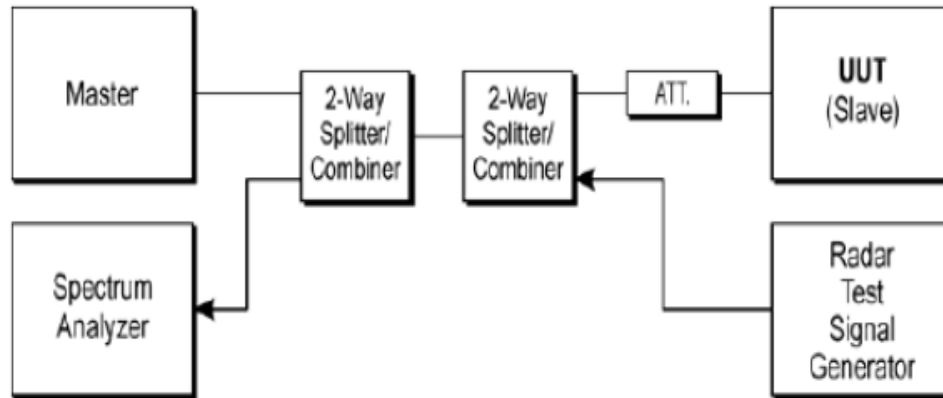 Master
2-Way
Splitter/
Combiner
2-Way
Splitter/
Combiner
ATT.
UUT
(Slave)
Spectrum
Analyzer
Radar
Test
Signal
Generator